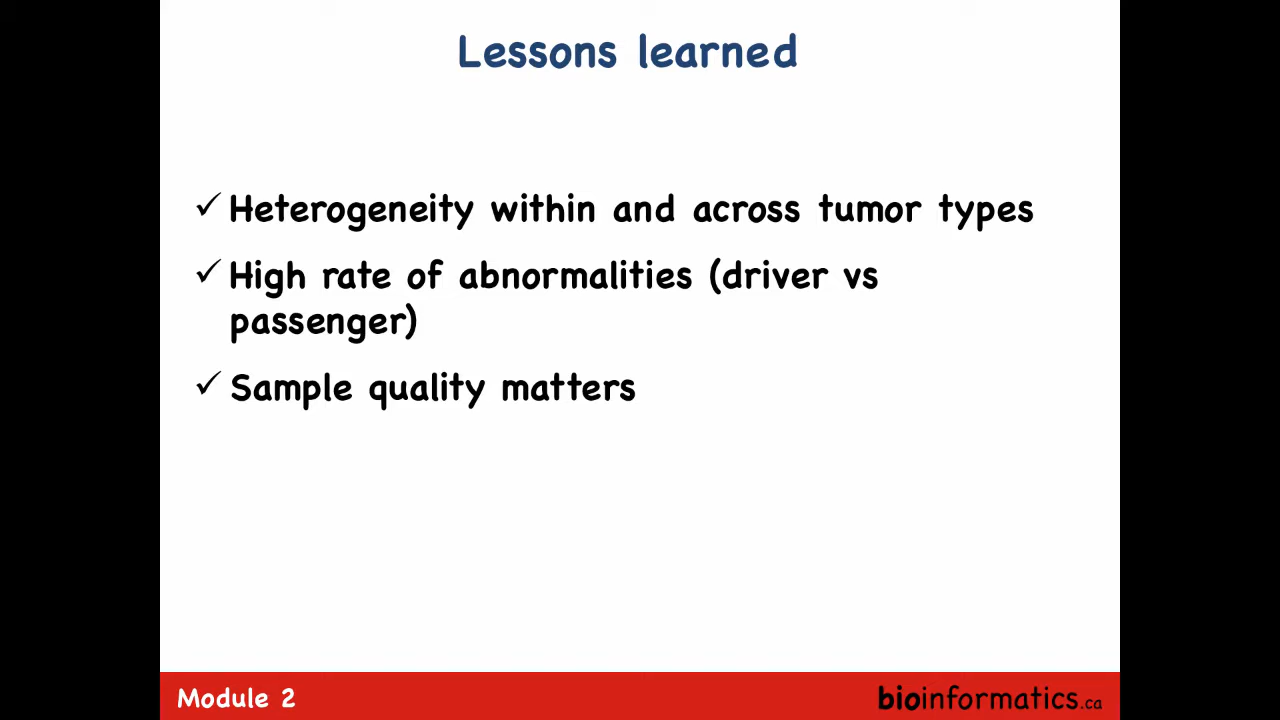 Lessons learned
✓ Heterogeneity within and across tumor types
✓ High rate of abnormalities (driver vs
passenger)
✓ Sample quality matters
Module 2
bioinformatics.ca